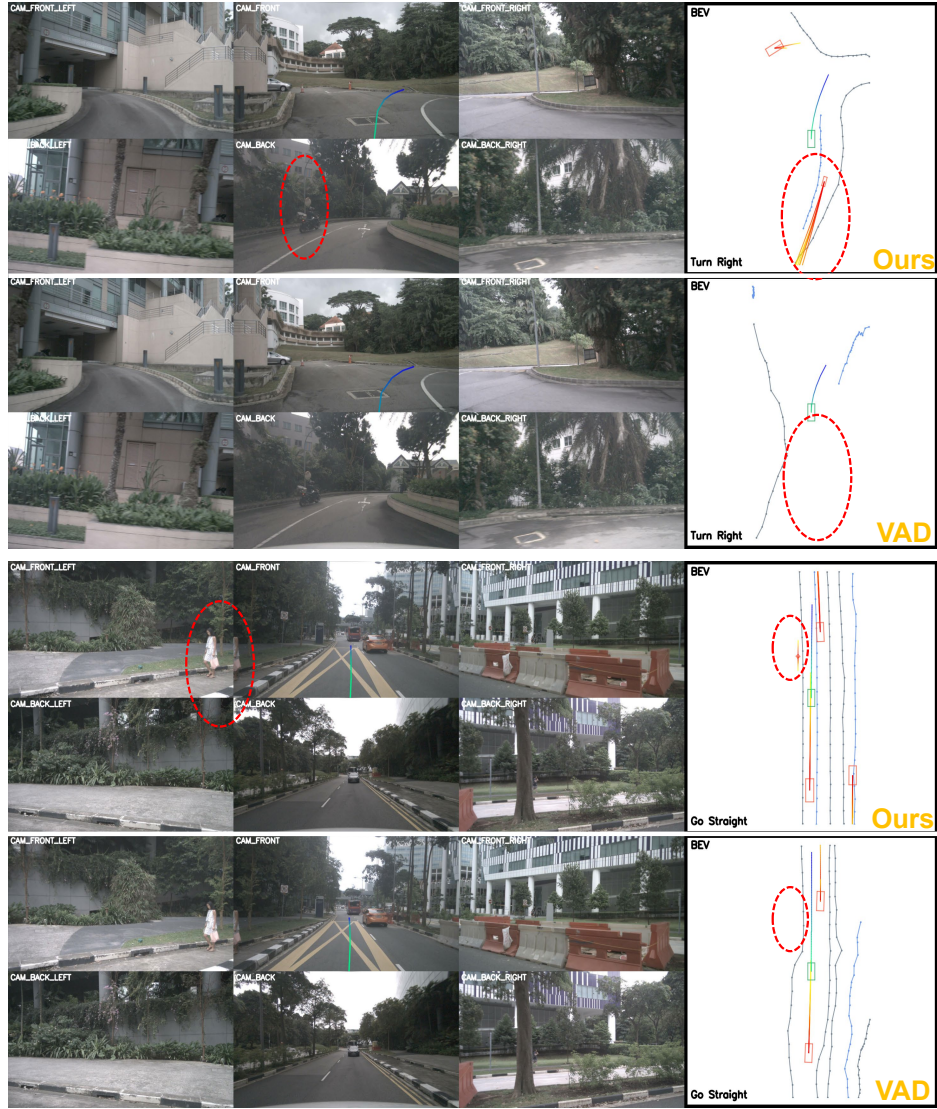 CAM_FRONT_LEFT CAM_FRONT CAM_FRONT_RIGHT BEV
BACK_LEFT CAM_BACK CAM_BACK_RIGHT
Turn Right Ours
CAM_FRONT_LEFT CAM_FRONT CAM_FRONT_RIGHT BEV
BACK_LEFT CAM_BACK CAM_BACK_RIGHT
Turn Right VAD
CAM_FRONT_LEFT CAM_FRONT CAM_FRONT_RIGHT BEV
CAM_BACK_LEFT CAM_BACK CAM_BACK_RIGHT
Go Straight Ours
CAM_FRONT_LEFT CAM_FRONT CAM_FRONT_RIGHT BEV
CAM_BACK_LEFT CAM_BACK CAM_BACK_RIGHT
Go Straight VAD